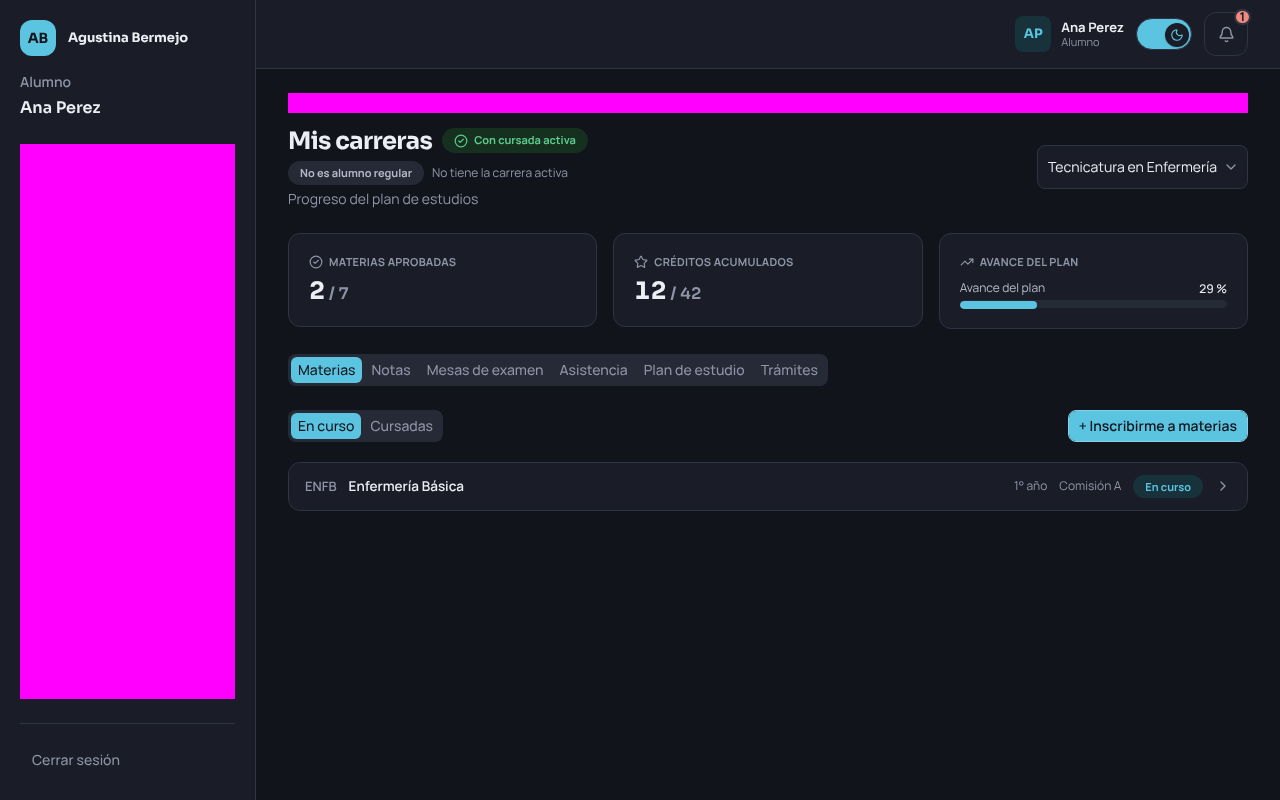 AB
Agustina Bermejo
Alumno
Ana Perez
Cerrar sesión
AP
Ana Perez
Alumno
1
Mis carreras
Con cursada activa
No es alumno regular
No tiene la carrera activa
Progreso del plan de estudios
Tecnicatura en Enfermería
MATERIAS APROBADAS
2 / 7
CRÉDITOS ACUMULADOS
12 / 42
AVANCE DEL PLAN
Avance del plan 29 %
Materias Notas Mesas de examen Asistencia Plan de estudio Trámites
En curso Cursadas
+ Inscribirme a materias
ENFB Enfermería Básica 1° año Comisión A En curso